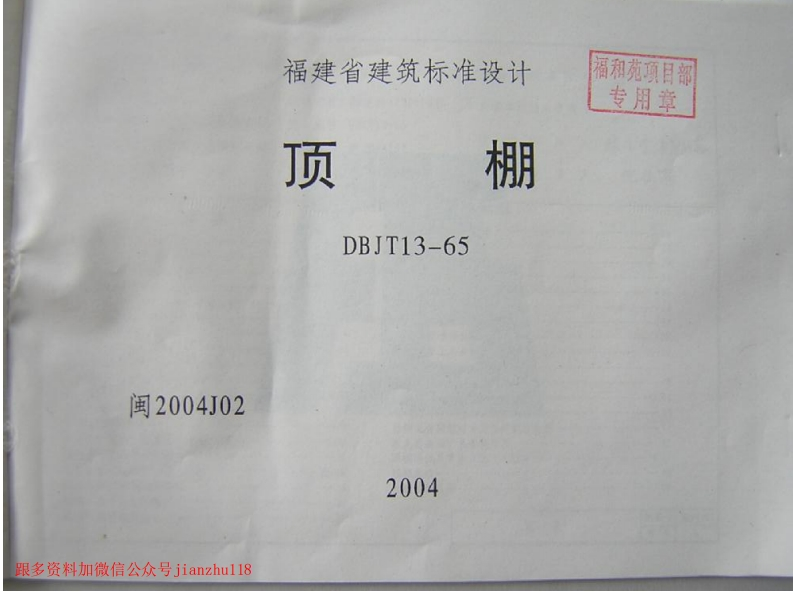 福建省建筑标准设计
福和苑项目部
专用章
顶 棚
DBJT13-65
闽2004J02
2004
跟多资料加微信公众号jianzhu118